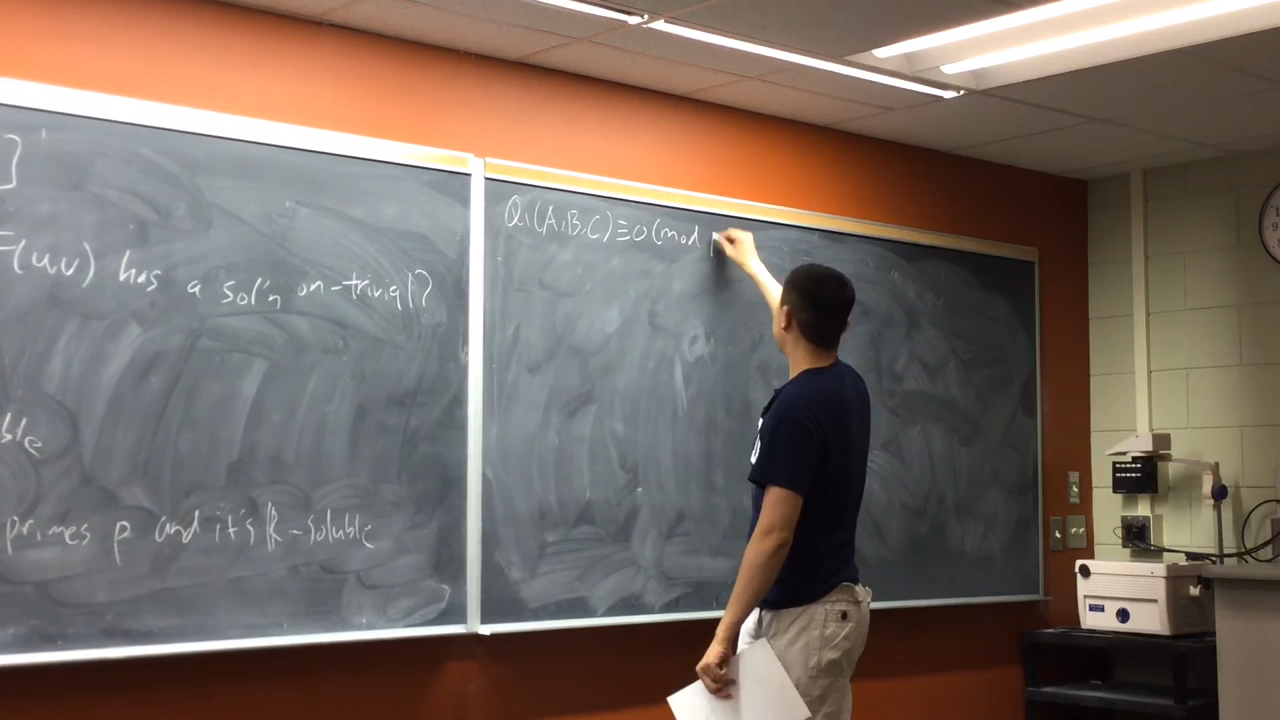 ]
F(u,v) has a sol'n on-trivial?
ble
primes p and it's R-soluble
Q₁(A,B,C)≡0 (mod p